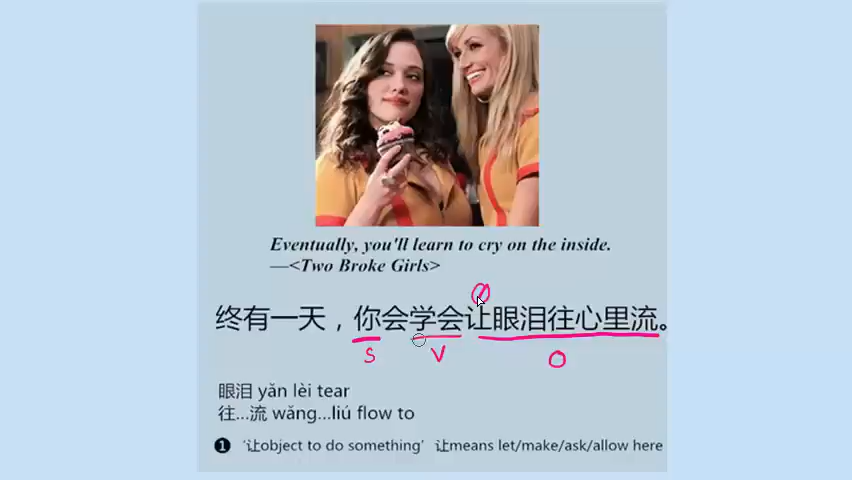 Eventually, you'll learn to cry on the inside.
—<Two Broke Girls>
终有一天，你会学会让眼泪往心里流。
S V O
眼泪 yǎn lèi tear
往...流 wǎng...liú flow to
❶ ‘让object to do something’ 让means let/make/ask/allow here